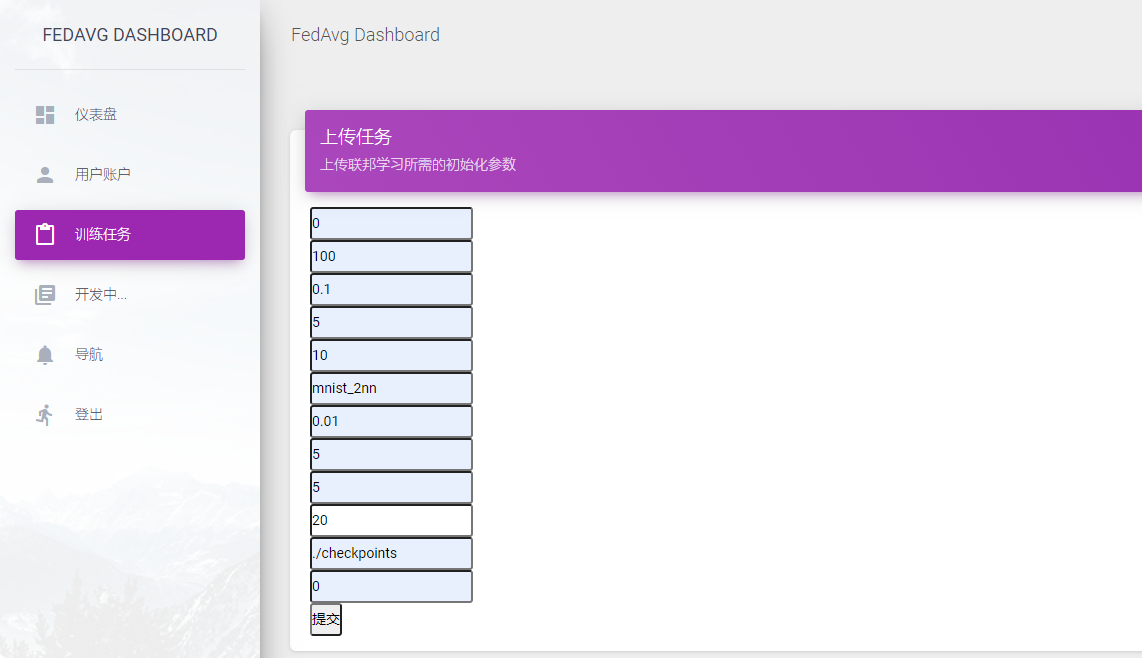 FEDAVG DASHBOARD
仪表盘
用户账户
训练任务
开发中...
导航
登出
FedAvg Dashboard
上传任务
上传联邦学习所需的初始化参数
0
100
0.1
5
10
mnist_2nn
0.01
5
5
20
./checkpoints
0
提交